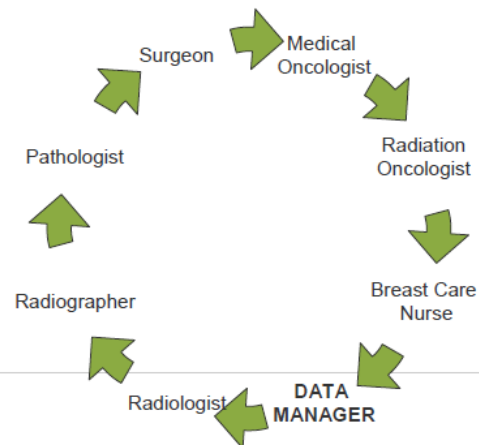 Surgeon
Medical
Oncologist
Radiation
Oncologist
Breast Care
Nurse
DATA
MANAGER
Radiologist
Radiographer
Pathologist